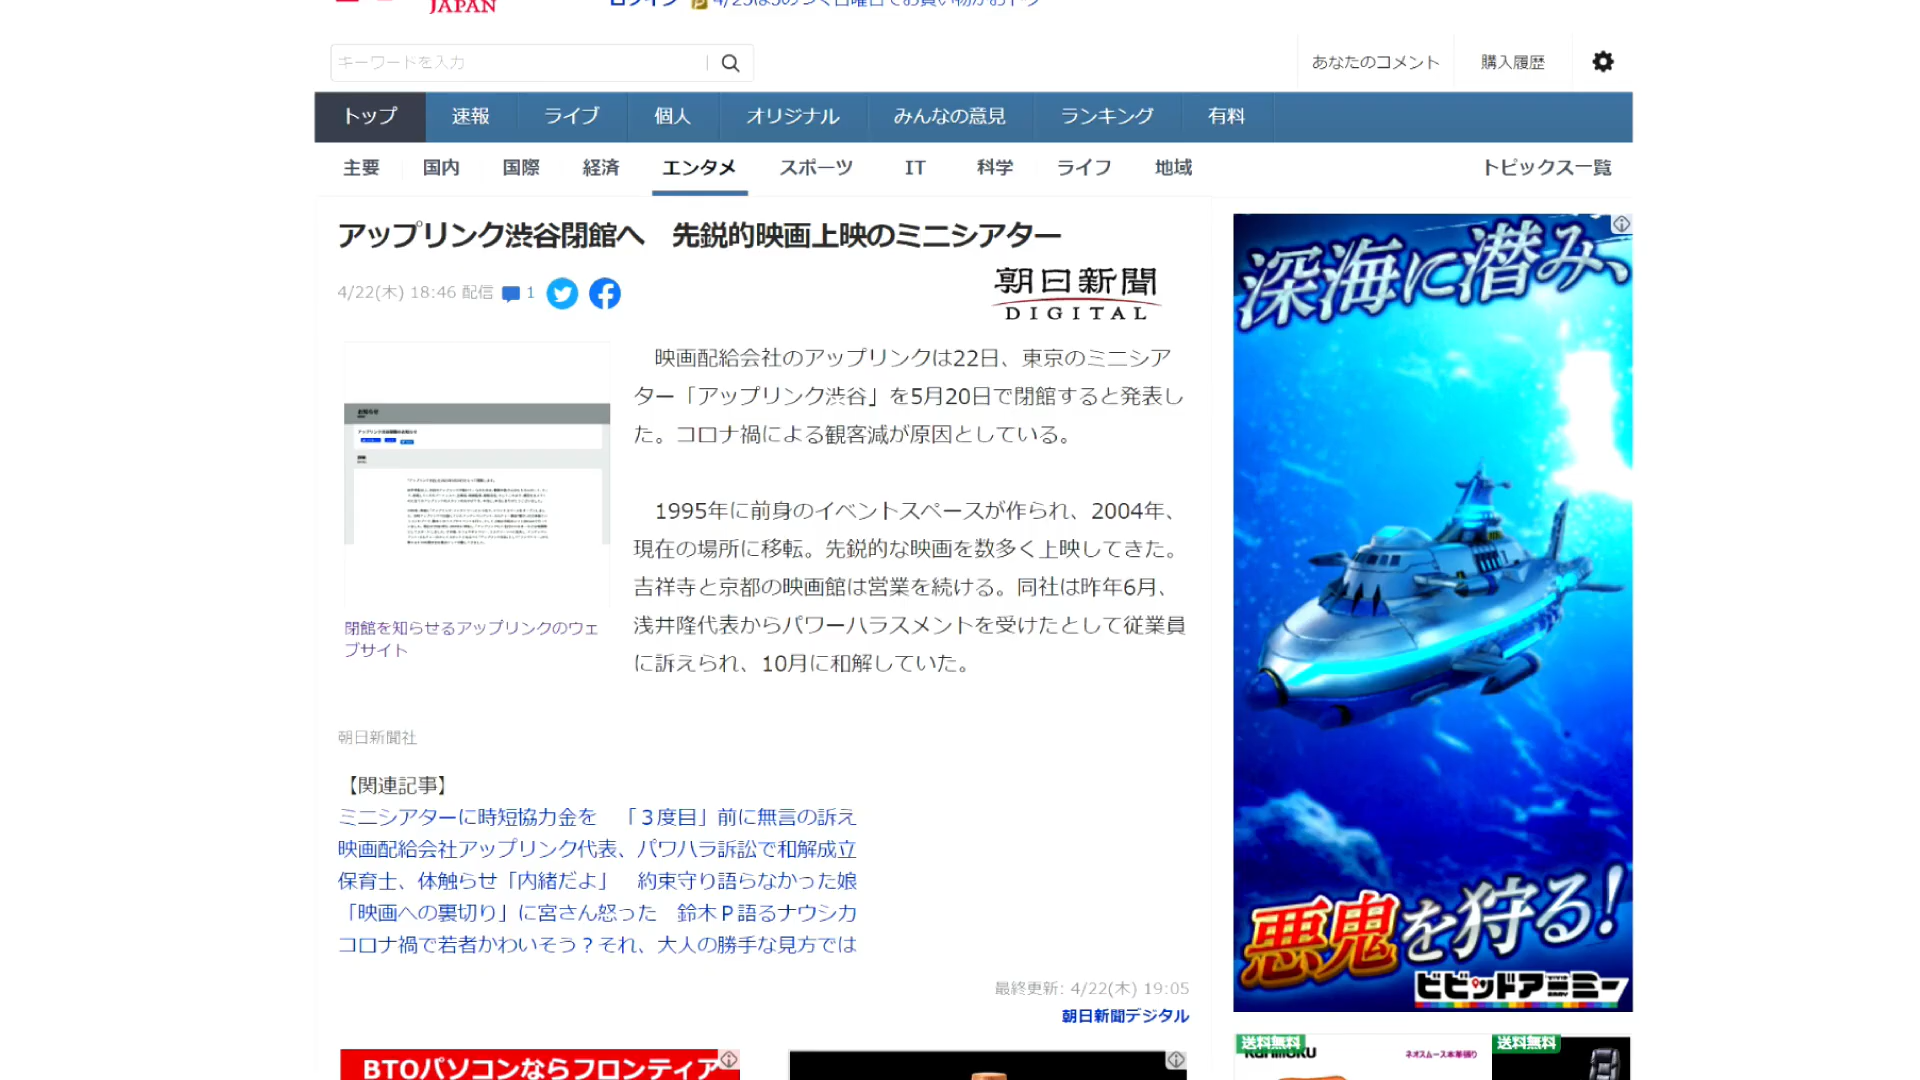 JAPAN
キーワードを入力
あなたのコメント
購入履歴
トップ
速報
ライブ
個人
オリジナル
みんなの意見
ランキング
有料
主要
国内
国際
経済
エンタメ
スポーツ
IT
科学
ライフ
地域
トピックス一覧
アップリンク渋谷閉館へ　先鋭的映画上映のミニシアター
4/22(木) 18:46 配信
1
朝日新聞
DIGITAL
お知らせ
映画配給会社のアップリンクは22日、東京のミニシア
ター「アップリンク渋谷」を5月20日で閉館すると発表し
た。コロナ禍による観客減が原因としている。
1995年に前身のイベントスペースが作られ、2004年、
現在の場所に移転。先鋭的な映画を数多く上映してきた。
吉祥寺と京都の映画館は営業を続ける。同社は昨年6月、
浅井隆代表からパワーハラスメントを受けたとして従業員
に訴えられ、10月に和解していた。
閉館を知らせるアップリンクのウェ
ブサイト
朝日新聞社
【関連記事】
ミニシアターに時短協力金を　「３度目」前に無言の訴え
映画配給会社アップリンク代表、パワハラ訴訟で和解成立
保育士、体触らせ「内緒だよ」　約束守り語らなかった娘
「映画への裏切り」に宮さん怒った　鈴木Ｐ語るナウシカ
コロナ禍で若者かわいそう？それ、大人の勝手な見方では
最終更新: 4/22(木) 19:05
朝日新聞デジタル
深海に潜み、
悪鬼を狩る!
ビビッドアーミー
BTOパソコンならフロンティア
送料無料
karimoku
ネオスムース本革張り
送料無料